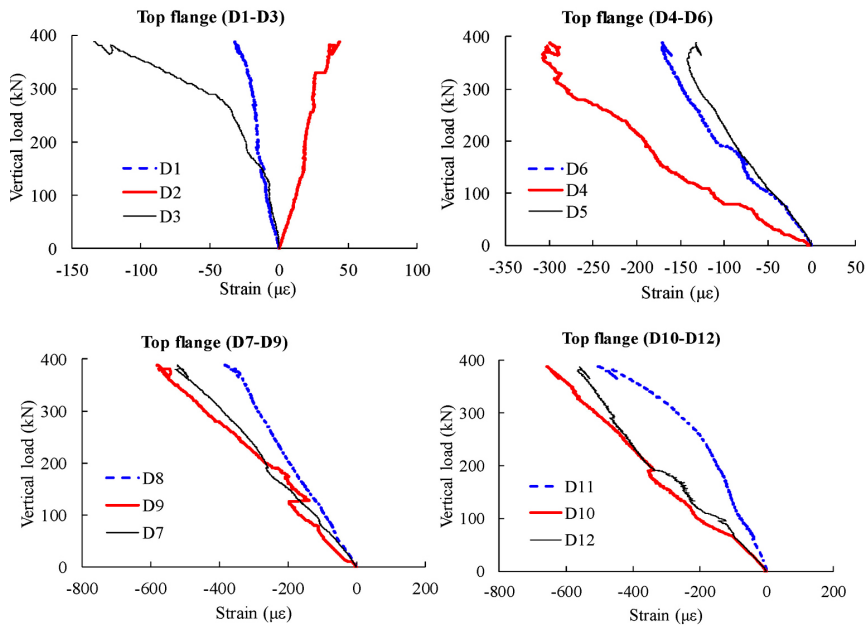 Top flange (D1-D3)
400
350
300
250
200
150
100
50
0
Vertical load (kN)
D1
D2
D3
-150 -100 -50 0 50 100
Strain (με)
Top flange (D4-D6)
400
300
200
100
0
Vertical load (kN)
D6
D4
D5
-350 -300 -250 -200 -150 -100 -50 0 50
Strain (με)
Top flange (D7-D9)
400
300
200
100
0
Vertical load (kN)
D8
D9
D7
-800 -600 -400 -200 0 200
Strain (με)
Top flange (D10-D12)
400
300
200
100
0
Vertical load (kN)
D11
D10
D12
-800 -600 -400 -200 0 200
Strain (με)